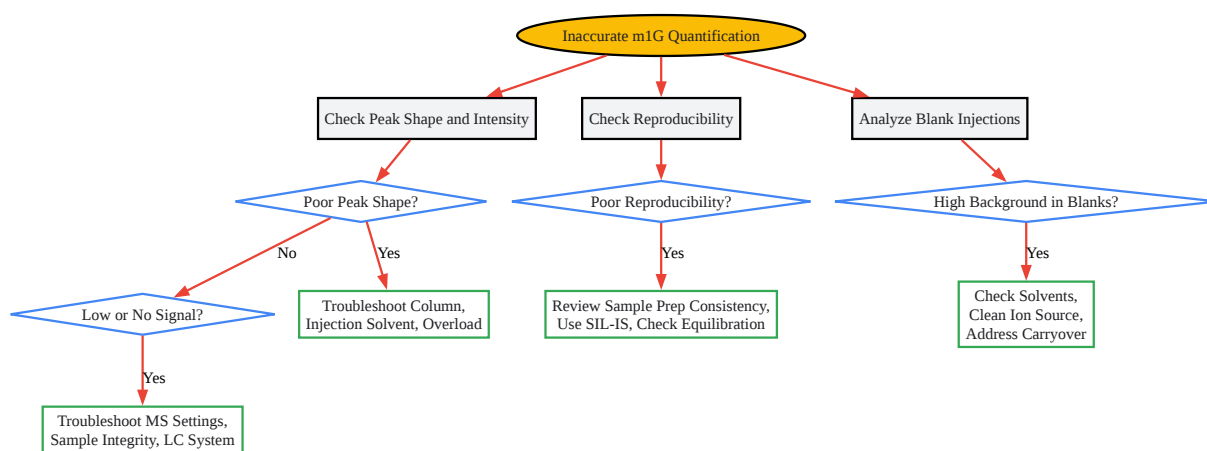 Inaccurate m1G Quantification
Check Peak Shape and Intensity
Check Reproducibility
Analyze Blank Injections
Poor Peak Shape?
Poor Reproducibility?
High Background in Blanks?
No
Yes
Yes
Yes
Low or No Signal?
Troubleshoot Column,
Injection Solvent, Overload
Review Sample Prep Consistency,
Use SIL-IS, Check Equilibration
Check Solvents,
Clean Ion Source,
Address Carryover
Yes
Troubleshoot MS Settings,
Sample Integrity, LC System